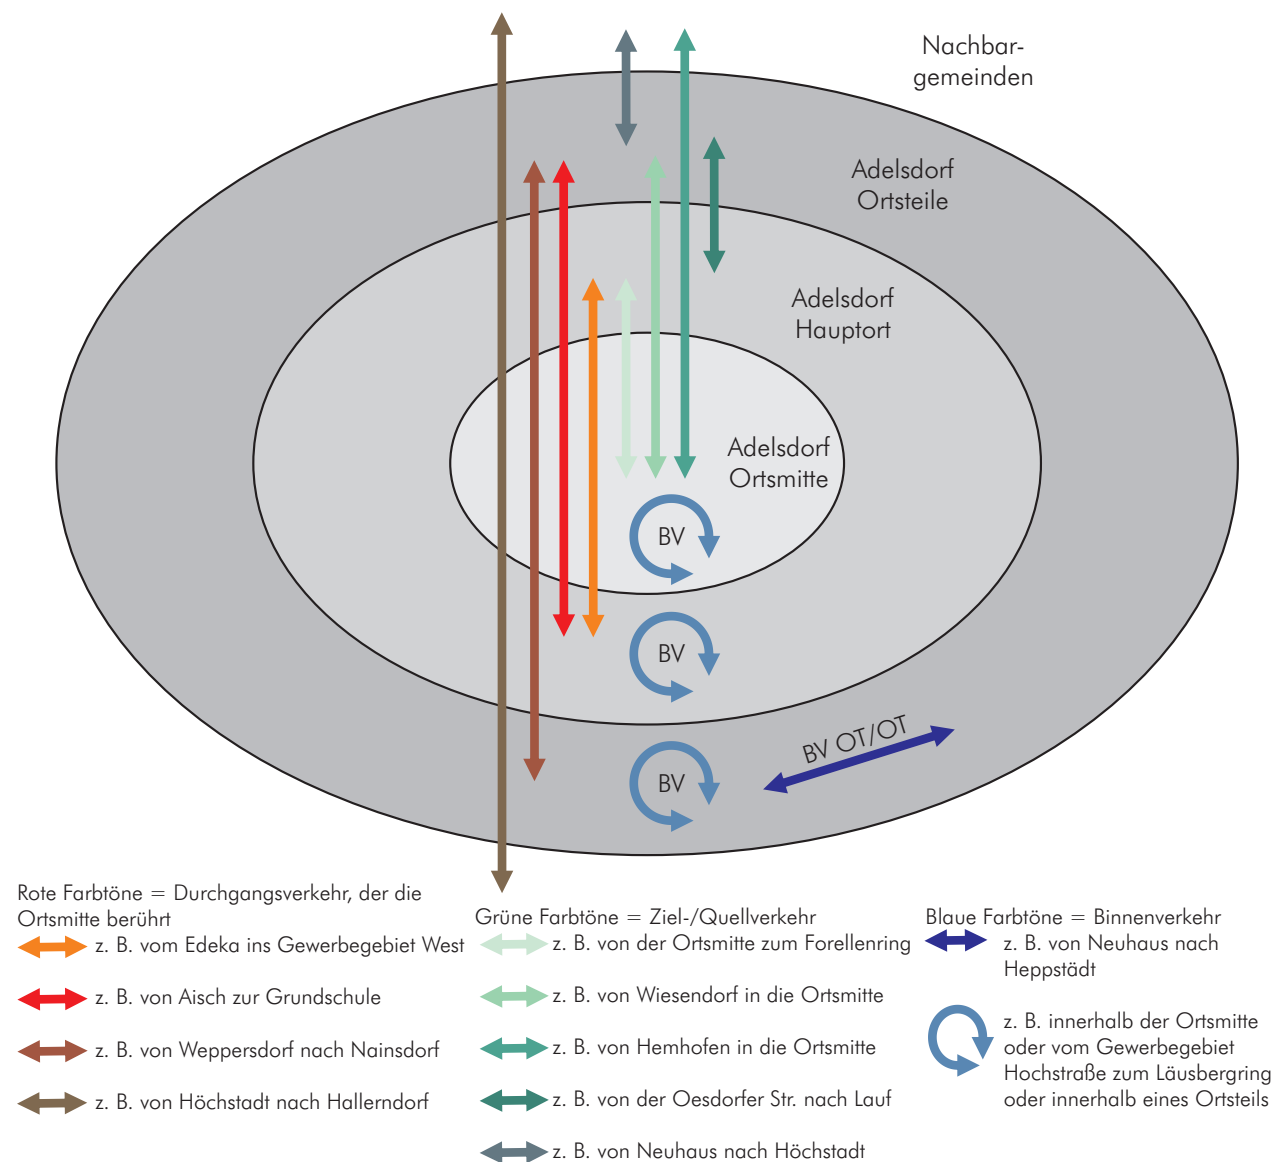 Nachbar-
gemeinden
Adelsdorf
Ortsteile
Adelsdorf
Hauptort
Adelsdorf
Ortsmitte
BV
BV
BV
BV OT/OT
Rote Farbtöne = Durchgangsverkehr, der die
Ortsmitte berührt
z. B. vom Edeka ins Gewerbegebiet West
z. B. von Aisch zur Grundschule
z. B. von Weppersdorf nach Nainsdorf
z. B. von Höchstadt nach Hallerndorf
Grüne Farbtöne = Ziel-/Quellverkehr
z. B. von der Ortsmitte zum Forellenring
z. B. von Wiesendorf in die Ortsmitte
z. B. von Hemhofen in die Ortsmitte
z. B. von der Oesdorfer Str. nach Lauf
z. B. von Neuhaus nach Höchstadt
Blaue Farbtöne = Binnenverkehr
z. B. von Neuhaus nach
Heppstädt
z. B. innerhalb der Ortsmitte
oder vom Gewerbegebiet
Hochstraße zum Läusbergring
oder innerhalb eines Ortsteils